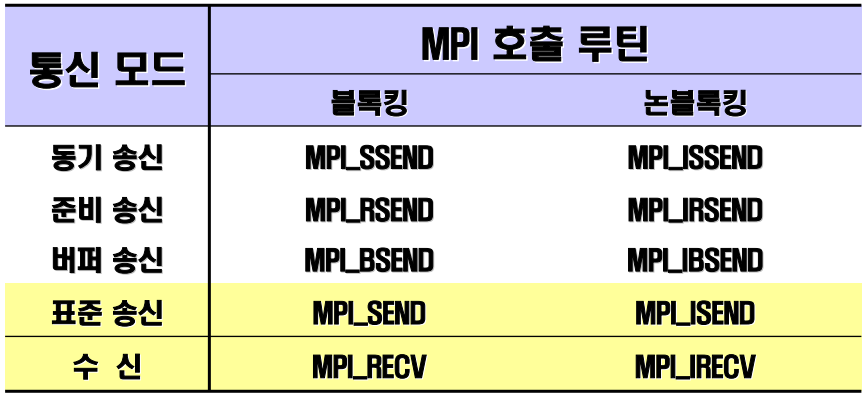 통신 모드 MPI 호출 루틴
블록킹 논블록킹
동기 송신 MPI_SSEND MPI_ISSEND
준비 송신 MPI_RSEND MPI_IRSEND
버퍼 송신 MPI_BSEND MPI_IBSEND
표준 송신 MPI_SEND MPI_ISEND
수 신 MPI_RECV MPI_IRECV